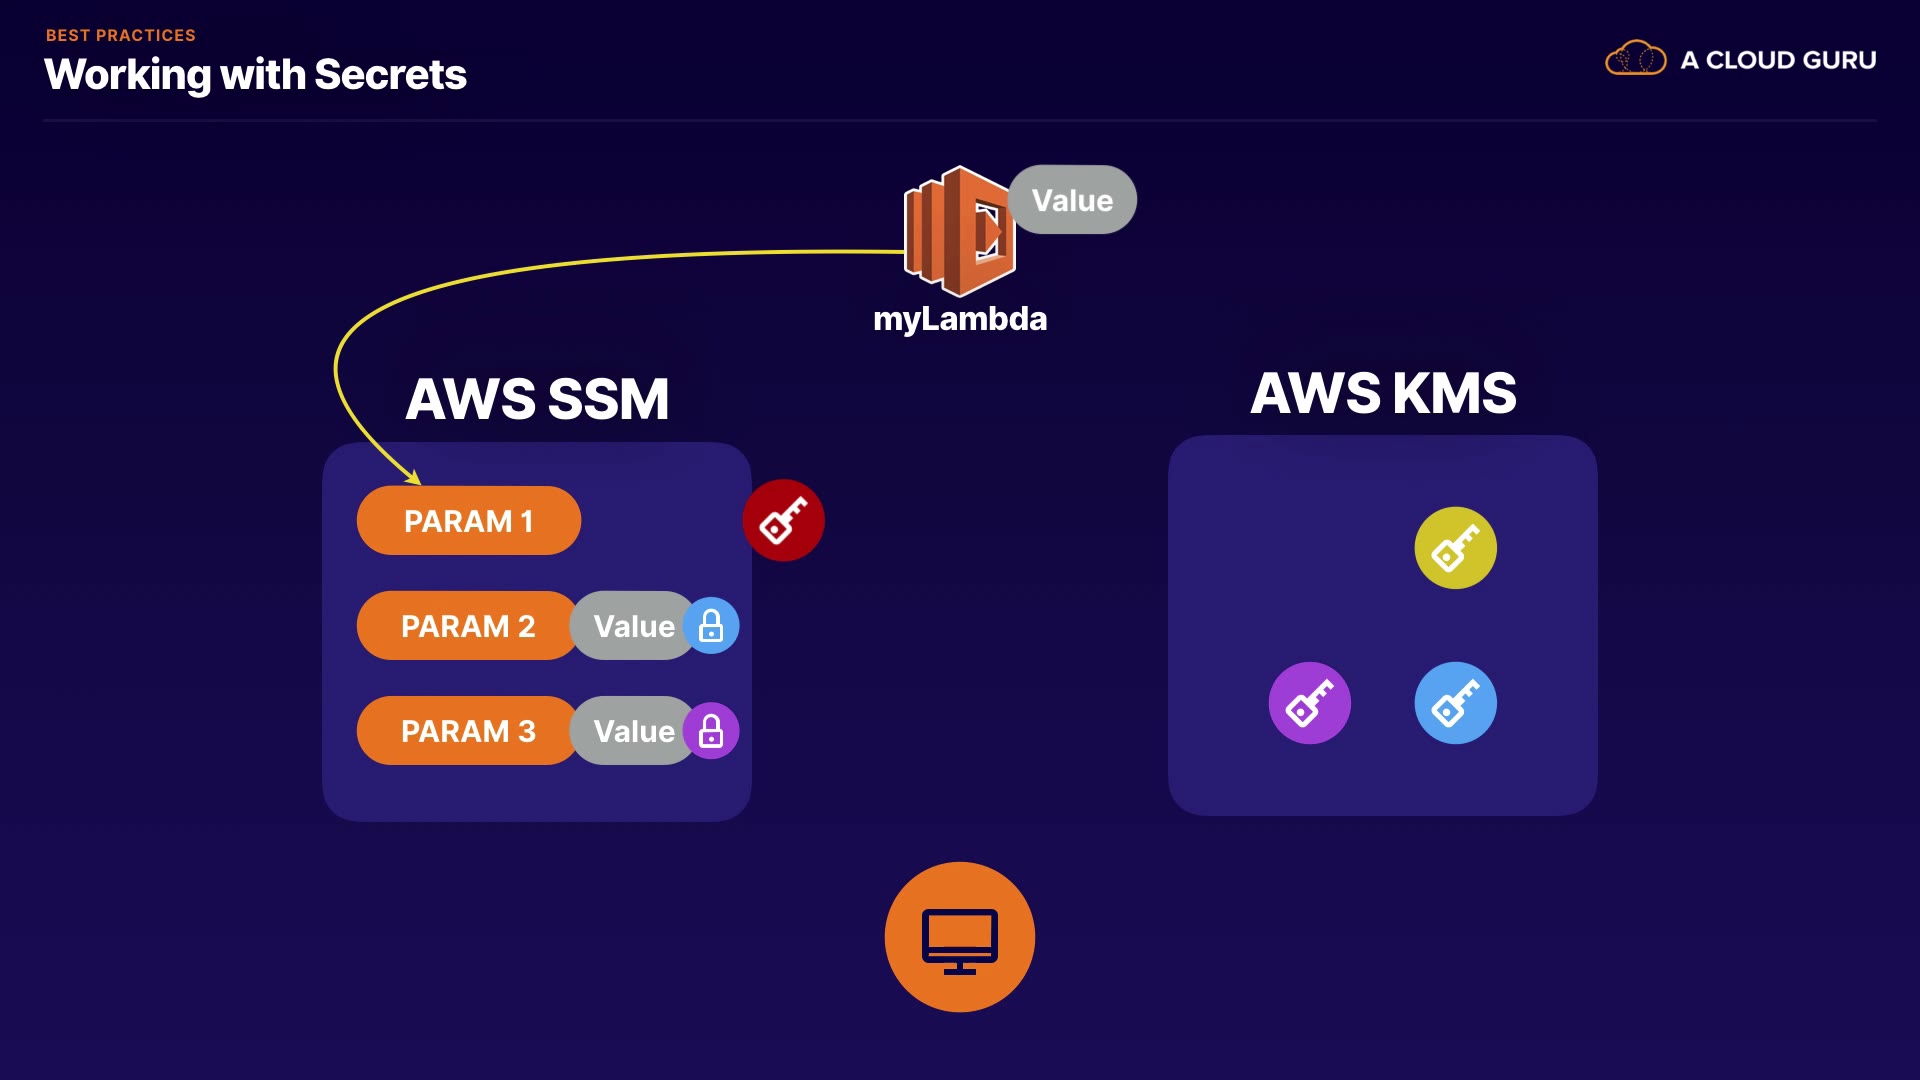 BEST PRACTICES
Working with Secrets
A CLOUD GURU
Value
myLambda
AWS SSM
AWS KMS
PARAM 1
PARAM 2 Value
PARAM 3 Value